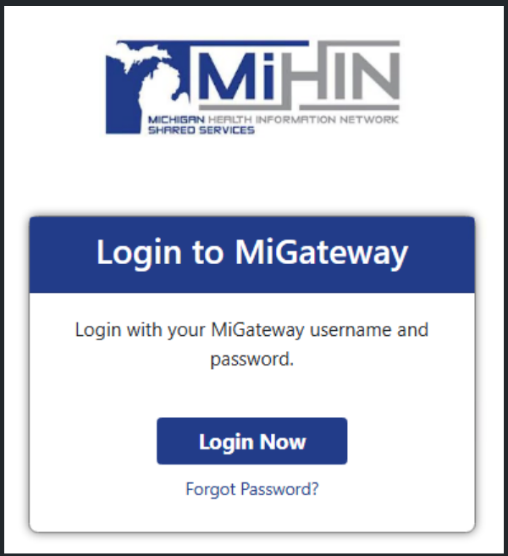 MiHIN
MICHIGAN HEALTH INFORMATION NETWORK
SHARED SERVICES
Login to MiGateway
Login with your MiGateway username and
password.
Login Now
Forgot Password?